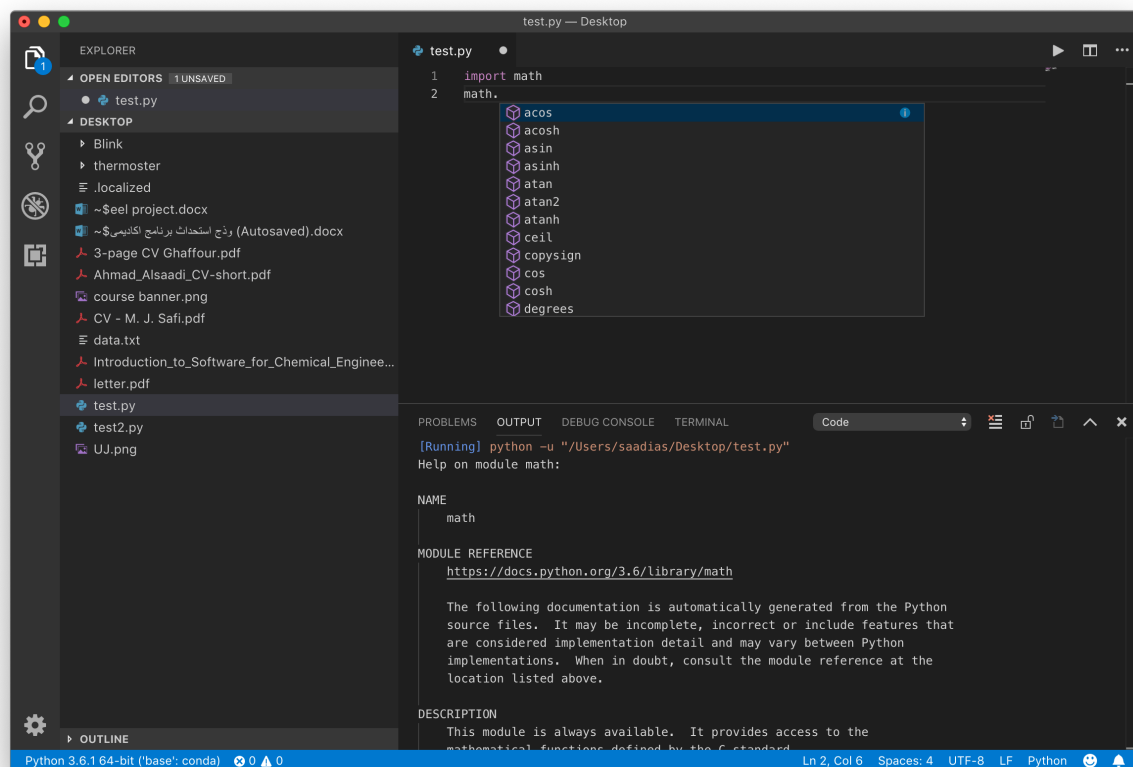 test.py — Desktop
1
EXPLORER
OPEN EDITORS 1 UNSAVED
test.py
DESKTOP
Blink
thermoster
.localized
~$eel project.docx
~$وذج استحداث برنامج اكاديمي (Autosaved).docx
3-page CV Ghaffour.pdf
Ahmad_Alsaadi_CV-short.pdf
course banner.png
CV - M. J. Safi.pdf
data.txt
Introduction_to_Software_for_Chemical_Enginee...
letter.pdf
test.py
test2.py
UJ.png
OUTLINE
test.py
1 import math
2 math.
acos
acosh
asin
asinh
atan
atan2
atanh
ceil
copysign
cos
cosh
degrees
PROBLEMS OUTPUT DEBUG CONSOLE TERMINAL Code
[Running] python -u "/Users/saadias/Desktop/test.py"
Help on module math:
NAME
math
MODULE REFERENCE
https://docs.python.org/3.6/library/math
The following documentation is automatically generated from the Python
source files. It may be incomplete, incorrect or include features that
are considered implementation detail and may vary between Python
implementations. When in doubt, consult the module reference at the
location listed above.
DESCRIPTION
This module is always available. It provides access to the
mathematical functions defined by the C standard.
Python 3.6.1 64-bit ('base': conda) 0 0 Ln 2, Col 6 Spaces: 4 UTF-8 LF Python